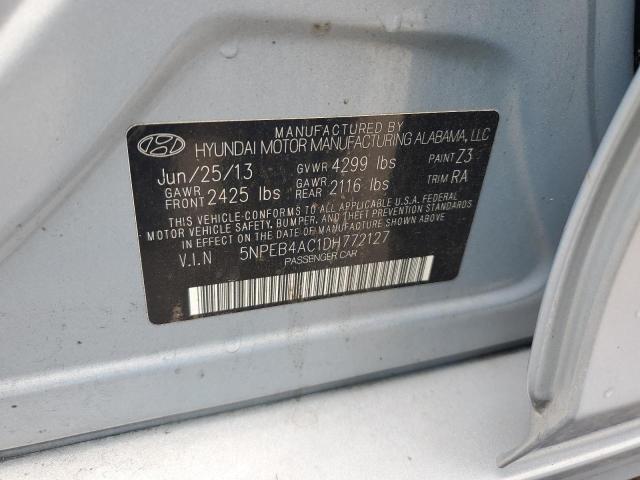 MANUFACTURED BY
HYUNDAI MOTOR MANUFACTURING ALABAMA, LLC
Jun/25/13 GVWR 4299 lbs PAINT Z3
GAWR FRONT 2425 lbs GAWR REAR 2116 lbs TRIM RA
THIS VEHICLE CONFORMS TO ALL APPLICABLE U.S.A. FEDERAL
MOTOR VEHICLE SAFETY, BUMPER, AND THEFT PREVENTION STANDARDS
IN EFFECT ON THE DATE OF MANUFACTURE SHOWN ABOVE.
V.I.N 5NPEB4AC1DH772127
PASSENGER CAR